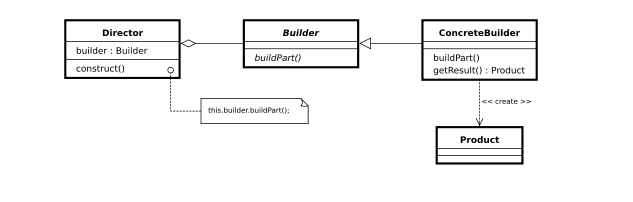 Director
builder : Builder
construct()
Builder
buildPart()
ConcreteBuilder
buildPart()
getResult() : Product
this.builder.buildPart();
<< create >>
Product